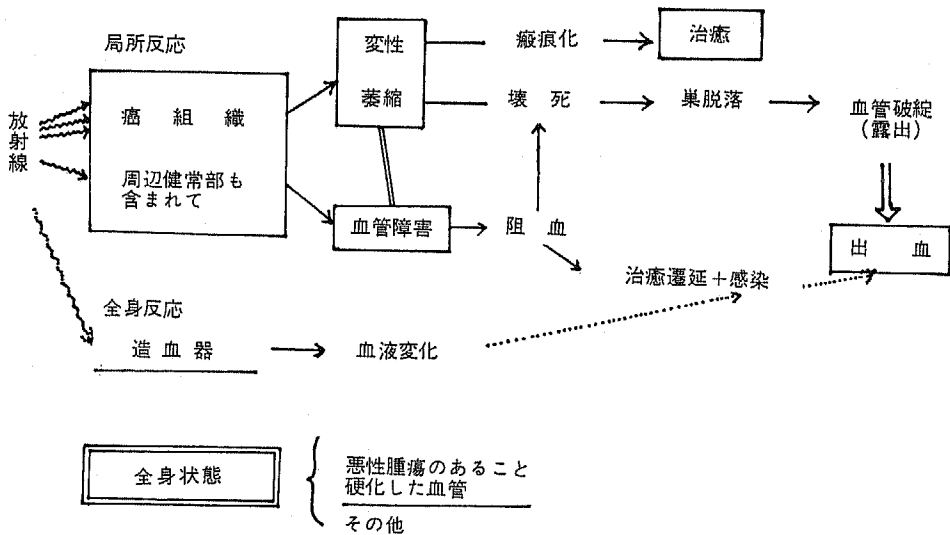 局所反応
放射線
癌組織
周辺健常部も
含まれて
変性
萎縮
血管障害
瘢痕化
治癒
壊死
巣脱落
血管破綻
(露出)
阻血
出血
治癒遷延+感染
全身反応
造血器
血液変化
全身状態
悪性腫瘍のあること
硬化した血管
その他